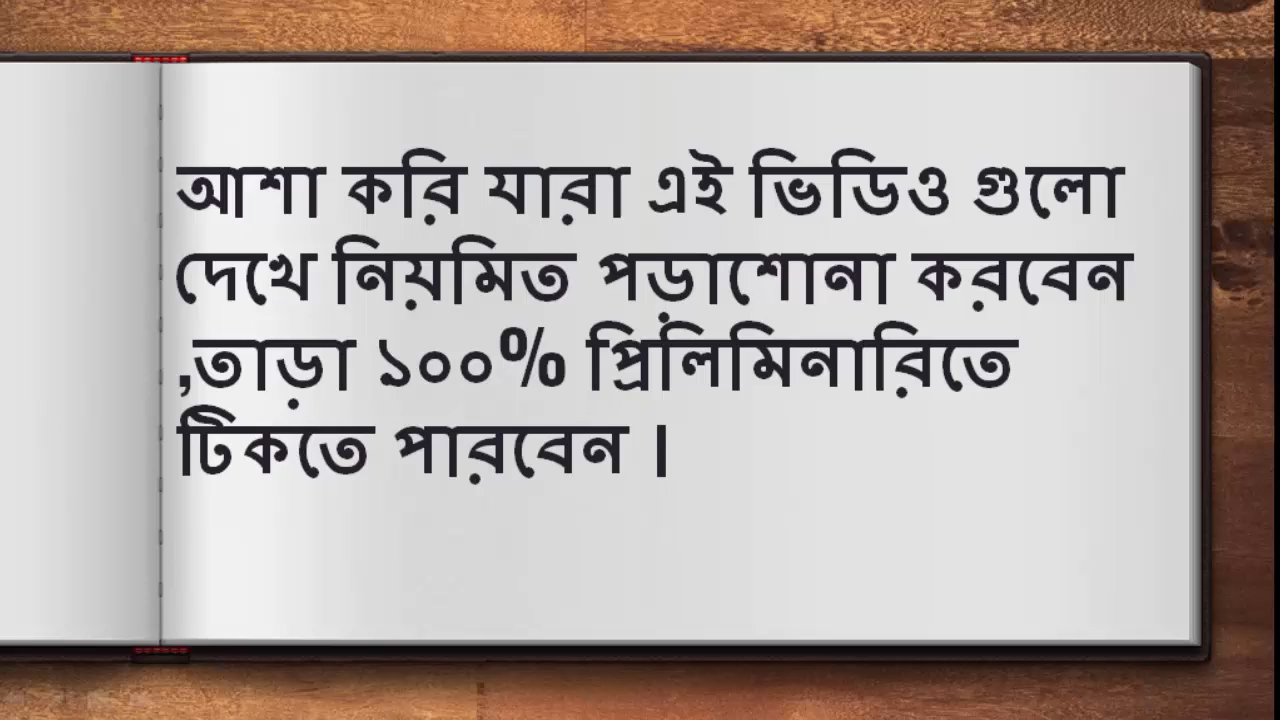 আশা করি যারা এই ভিডিও গুলো
দেখে নিয়মিত পড়াশোনা করবেন
,তাড়া ১০০% প্রিলিমিনারিতে
টিকতে পারবেন ।